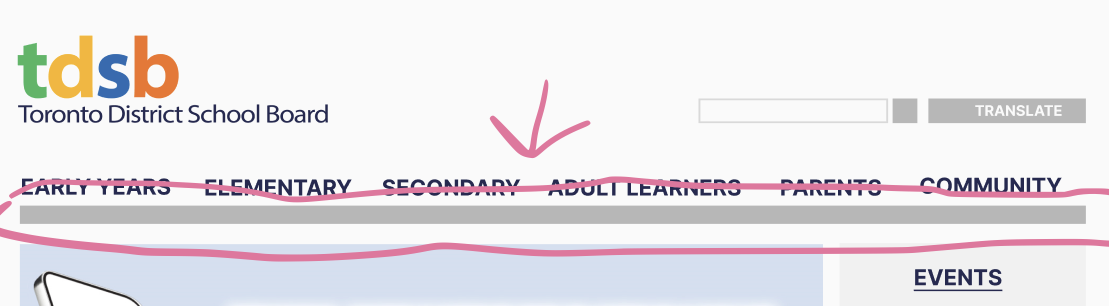 tdsb
Toronto District School Board
TRANSLATE
EARLY YEARS ELEMENTARY SECONDARY ADULT LEARNERS PARENTS COMMUNITY
EVENTS